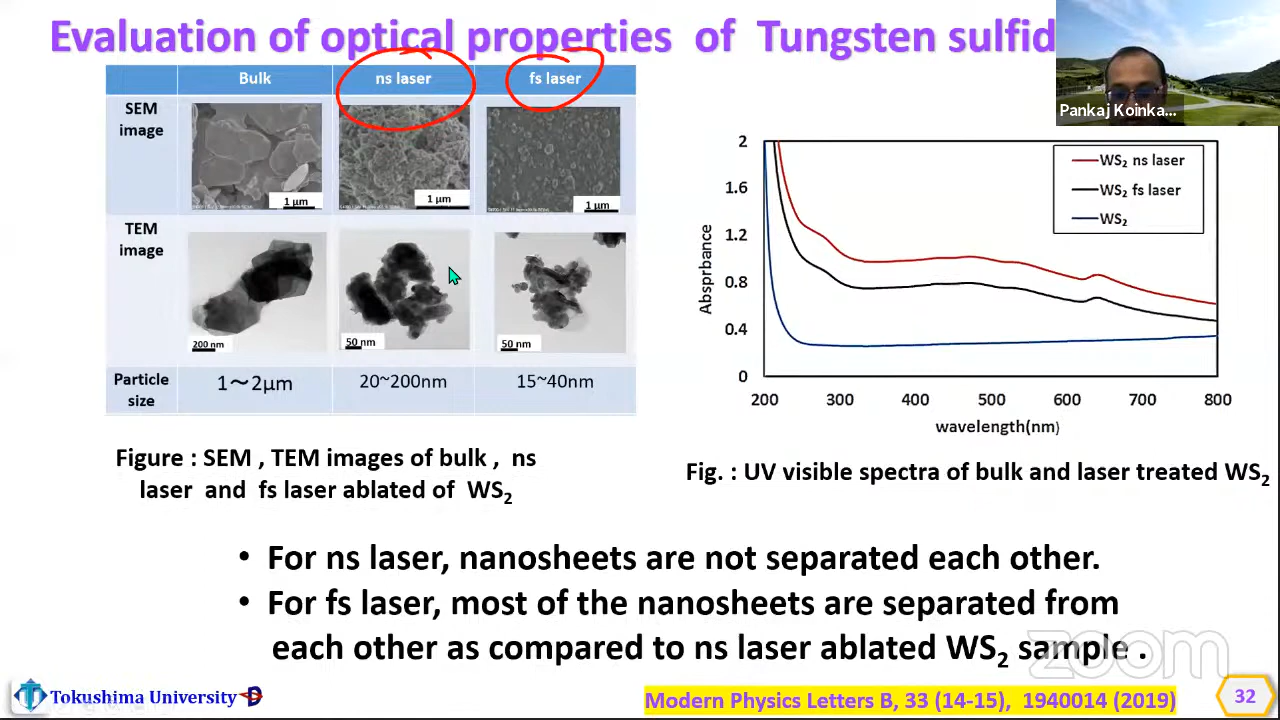 Evaluation of optical properties of Tungsten sulfid
Pankaj Koinka...
Bulk ns laser fs laser
SEM image
1 μm 1 μm 1 μm
TEM image
200 nm 50 nm 50 nm
Particle size 1～2μm 20~200nm 15~40nm
Figure : SEM , TEM images of bulk , ns
laser and fs laser ablated of WS₂
2
1.6
1.2
0.8
0.4
0
Absprbance
WS₂ ns laser
WS₂ fs laser
WS₂
200 300 400 500 600 700 800
wavelength(nm)
Fig. : UV visible spectra of bulk and laser treated WS₂
• For ns laser, nanosheets are not separated each other.
• For fs laser, most of the nanosheets are separated from
each other as compared to ns laser ablated WS₂ sample .
zoom
Tokushima University
Modern Physics Letters B, 33 (14-15), 1940014 (2019)
32